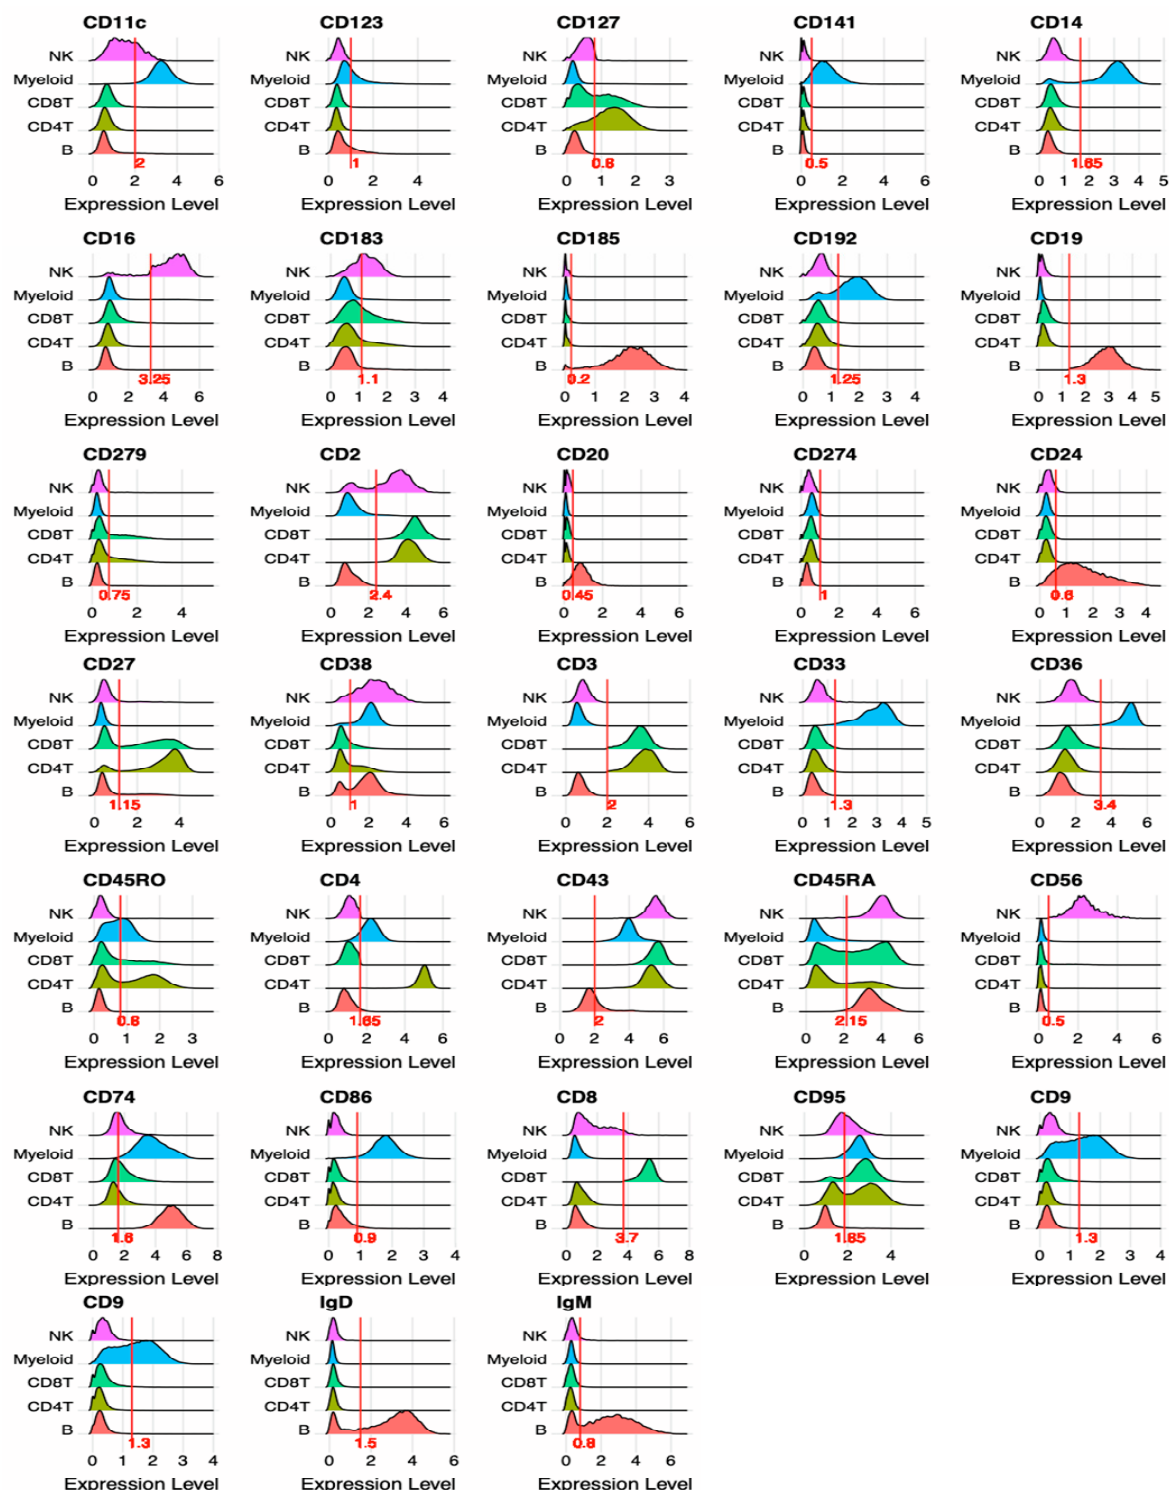 CD11c CD123 CD127 CD141 CD14
NK NK NK NK NK
Myeloid Myeloid Myeloid Myeloid Myeloid
CD8T CD8T CD8T CD8T CD8T
CD4T CD4T CD4T CD4T CD4T
B B B B B
2 1 0.8 0.5 1.65
0 2 4 6 0 2 4 0 1 2 3 0 2 4 6 0 1 2 3 4 5
Expression Level Expression Level Expression Level Expression Level Expression Level
CD16 CD183 CD185 CD192 CD19
NK NK NK NK NK
Myeloid Myeloid Myeloid Myeloid Myeloid
CD8T CD8T CD8T CD8T CD8T
CD4T CD4T CD4T CD4T CD4T
B B B B B
3.25 1.1 0.2 1.25 1.3
0 2 4 6 0 2 4 0 1 2 3 4 0 1 2 3 4 0 1 2 3 4 5
Expression Level Expression Level Expression Level Expression Level Expression Level
CD279 CD2 CD20 CD274 CD24
NK NK NK NK NK
Myeloid Myeloid Myeloid Myeloid Myeloid
CD8T CD8T CD8T CD8T CD8T
CD4T CD4T CD4T CD4T CD4T
B B B B B
0.75 2.4 0.45 1 0.6
0 2 4 0 2 4 6 0 2 4 6 0 2 4 6 0 1 2 3 4
Expression Level Expression Level Expression Level Expression Level Expression Level
CD27 CD38 CD3 CD33 CD36
NK NK NK NK NK
Myeloid Myeloid Myeloid Myeloid Myeloid
CD8T CD8T CD8T CD8T CD8T
CD4T CD4T CD4T CD4T CD4T
B B B B B
1.15 1 2 1.3 3.4
0 2 4 0 2 4 6 0 2 4 6 0 1 2 3 4 5 0 2 4 6
Expression Level Expression Level Expression Level Expression Level Expression Level
CD45RO CD4 CD43 CD45RA CD56
NK NK NK NK NK
Myeloid Myeloid Myeloid Myeloid Myeloid
CD8T CD8T CD8T CD8T CD8T
CD4T CD4T CD4T CD4T CD4T
B B B B B
0.8 1.65 2 2.15 0.5
0 1 2 3 0 2 4 6 0 2 4 6 0 2 4 6 0 2 4 6
Expression Level Expression Level Expression Level Expression Level Expression Level
CD74 CD86 CD8 CD95 CD9
NK NK NK NK NK
Myeloid Myeloid Myeloid Myeloid Myeloid
CD8T CD8T CD8T CD8T CD8T
CD4T CD4T CD4T CD4T CD4T
B B B B B
1.6 0.9 3.7 1.85 1.3
0 2 4 6 8 0 1 2 3 4 0 2 4 6 8 0 2 4 0 1 2 3 4
Expression Level Expression Level Expression Level Expression Level Expression Level
CD9 IgD IgM
NK NK NK
Myeloid Myeloid Myeloid
CD8T CD8T CD8T
CD4T CD4T CD4T
B B B
1.3 1.5 0.8
0 1 2 3 4 0 2 4 6 0 2 4 6
Expression Level Expression Level Expression Level